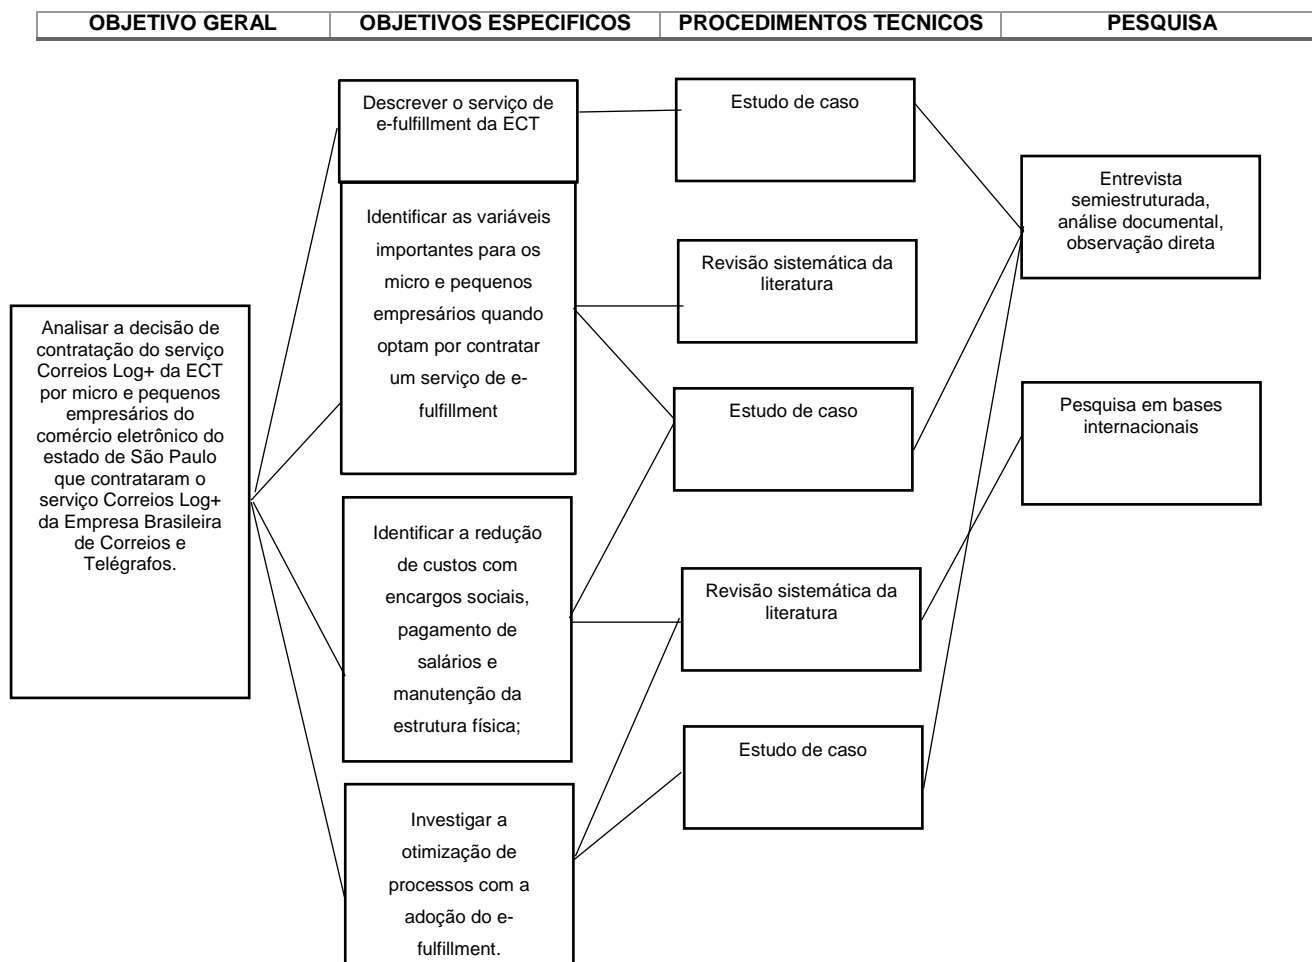 OBJETIVO GERAL
OBJETIVOS ESPECIFICOS
PROCEDIMENTOS TECNICOS
PESQUISA
Analisar a decisão de
contratação do serviço
Correios Log+ da ECT
por micro e pequenos
empresários do
comércio eletrônico do
estado de São Paulo
que contrataram o
serviço Correios Log+
da Empresa Brasileira
de Correios e
Telégrafos.
Descrever o serviço de
e-fulfillment da ECT
Identificar as variáveis
importantes para os
micro e pequenos
empresários quando
optam por contratar
um serviço de e-
fulfillment
Identificar a redução
de custos com
encargos sociais,
pagamento de
salários e
manutenção da
estrutura física;
Investigar a
otimização de
processos com a
adoção do e-
fulfillment.
Estudo de caso
Revisão sistemática da
literatura
Estudo de caso
Revisão sistemática da
literatura
Estudo de caso
Entrevista
semiestruturada,
análise documental,
observação direta
Pesquisa em bases
internacionais